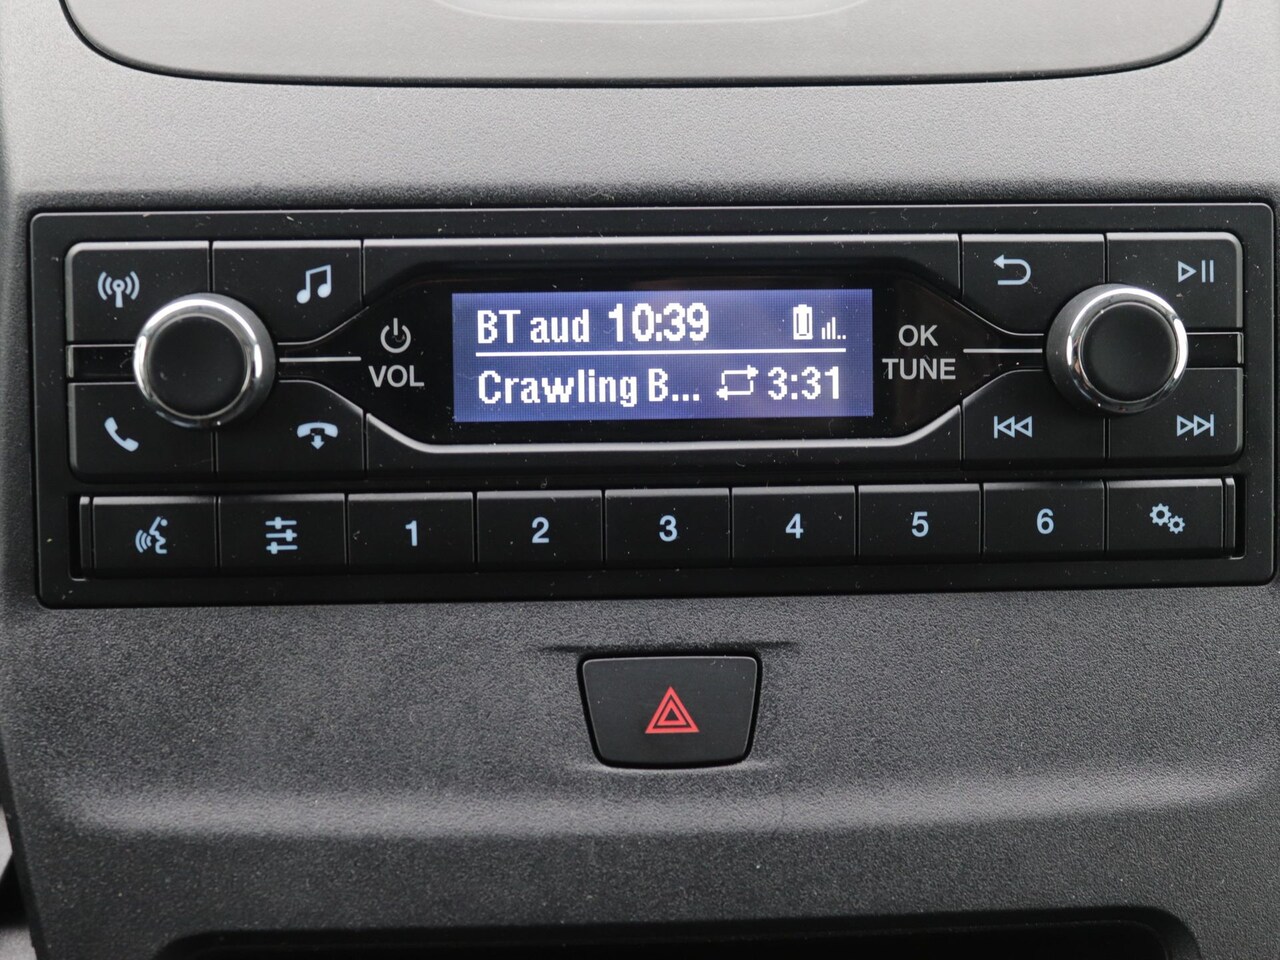 BT aud 10:39
Crawling B... 3:31
VOL
OK
TUNE
1 2 3 4 5 6